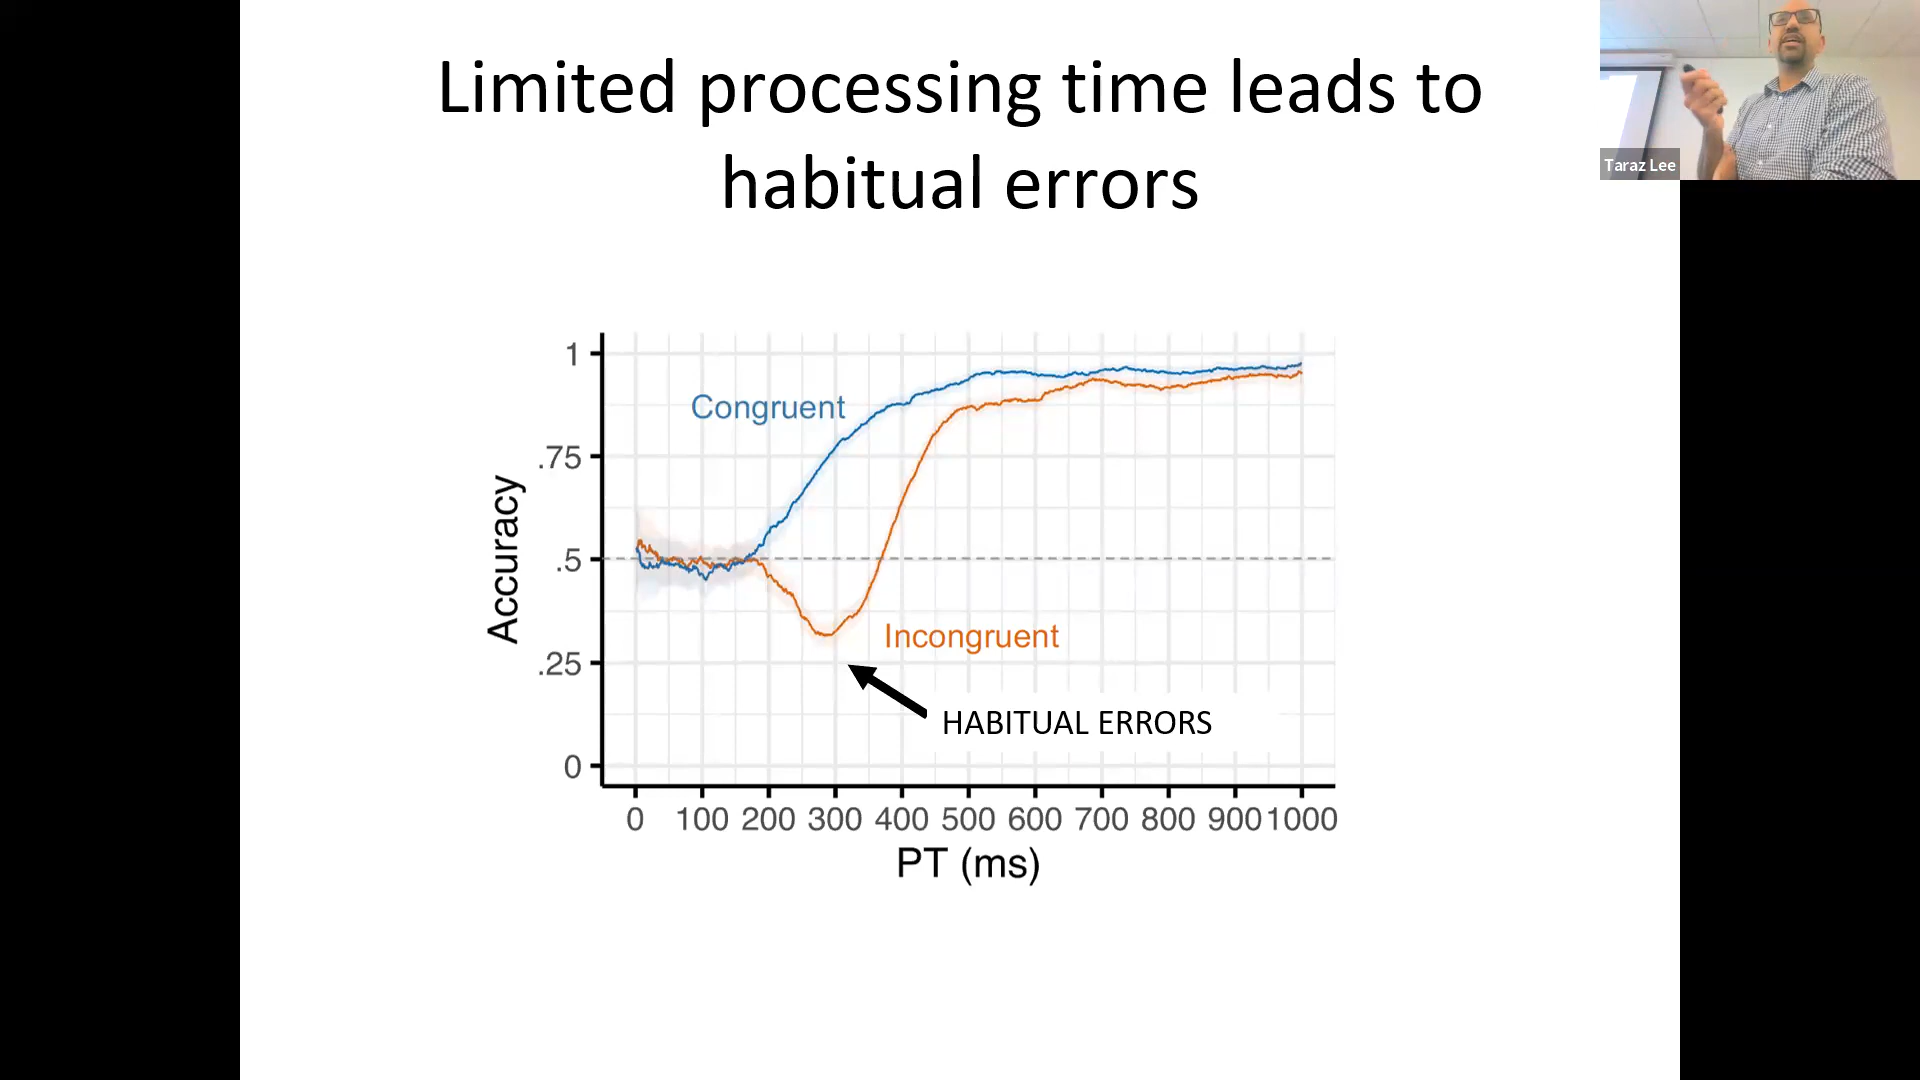 Limited processing time leads to
habitual errors
Taraz Lee
1
.75
.5
.25
0
Accuracy
Congruent
Incongruent
HABITUAL ERRORS
0 100 200 300 400 500 600 700 800 900 1000
PT (ms)